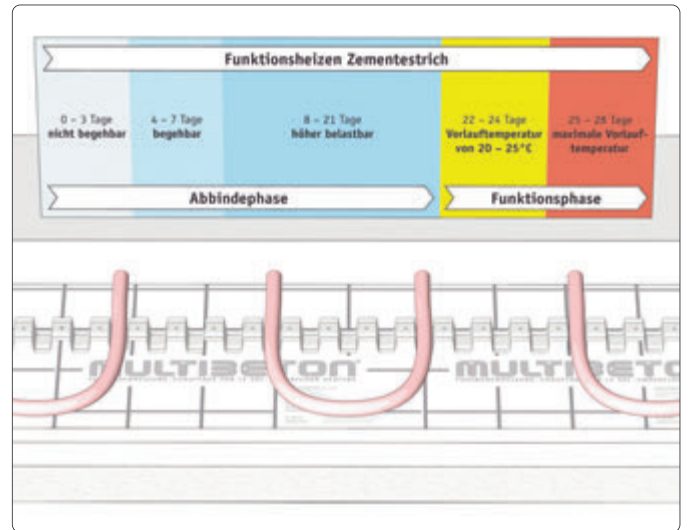 Funktionsheizen Zementestrich
0 – 3 Tage
nicht begehbar
4 – 7 Tage
begehbar
8 – 21 Tage
höher belastbar
22 – 24 Tage
Vorlauftemperatur
von 20 – 25°C
25 – 28 Tage
maximale Vorlauf-
temperatur
Abbindephase
Funktionsphase
MULTIBETON
MULTIBETON